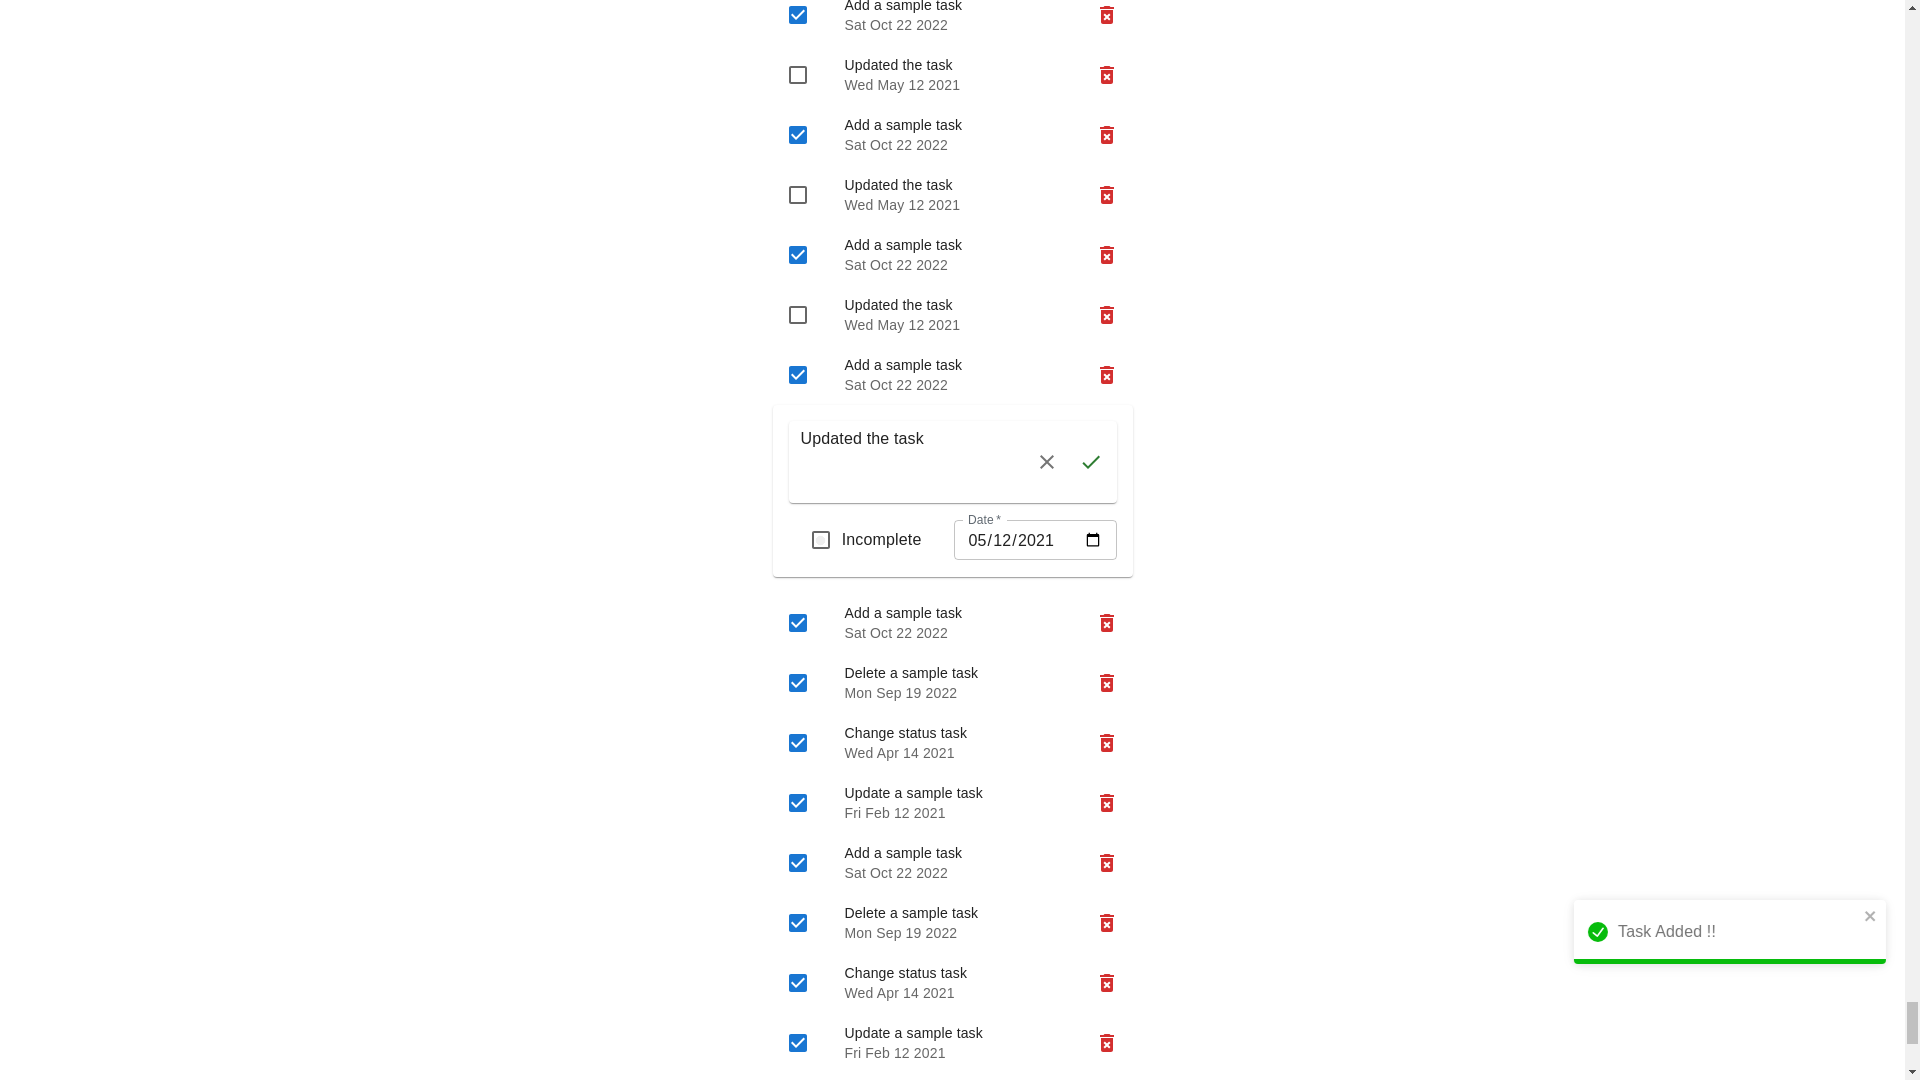 Add a sample task
Sat Oct 22 2022
Updated the task
Wed May 12 2021
Add a sample task
Sat Oct 22 2022
Updated the task
Wed May 12 2021
Add a sample task
Sat Oct 22 2022
Updated the task
Wed May 12 2021
Add a sample task
Sat Oct 22 2022
Updated the task
Date *
Incomplete
05/12/2021
Add a sample task
Sat Oct 22 2022
Delete a sample task
Mon Sep 19 2022
Change status task
Wed Apr 14 2021
Update a sample task
Fri Feb 12 2021
Add a sample task
Sat Oct 22 2022
Delete a sample task
Mon Sep 19 2022
Task Added !!
Change status task
Wed Apr 14 2021
Update a sample task
Fri Feb 12 2021